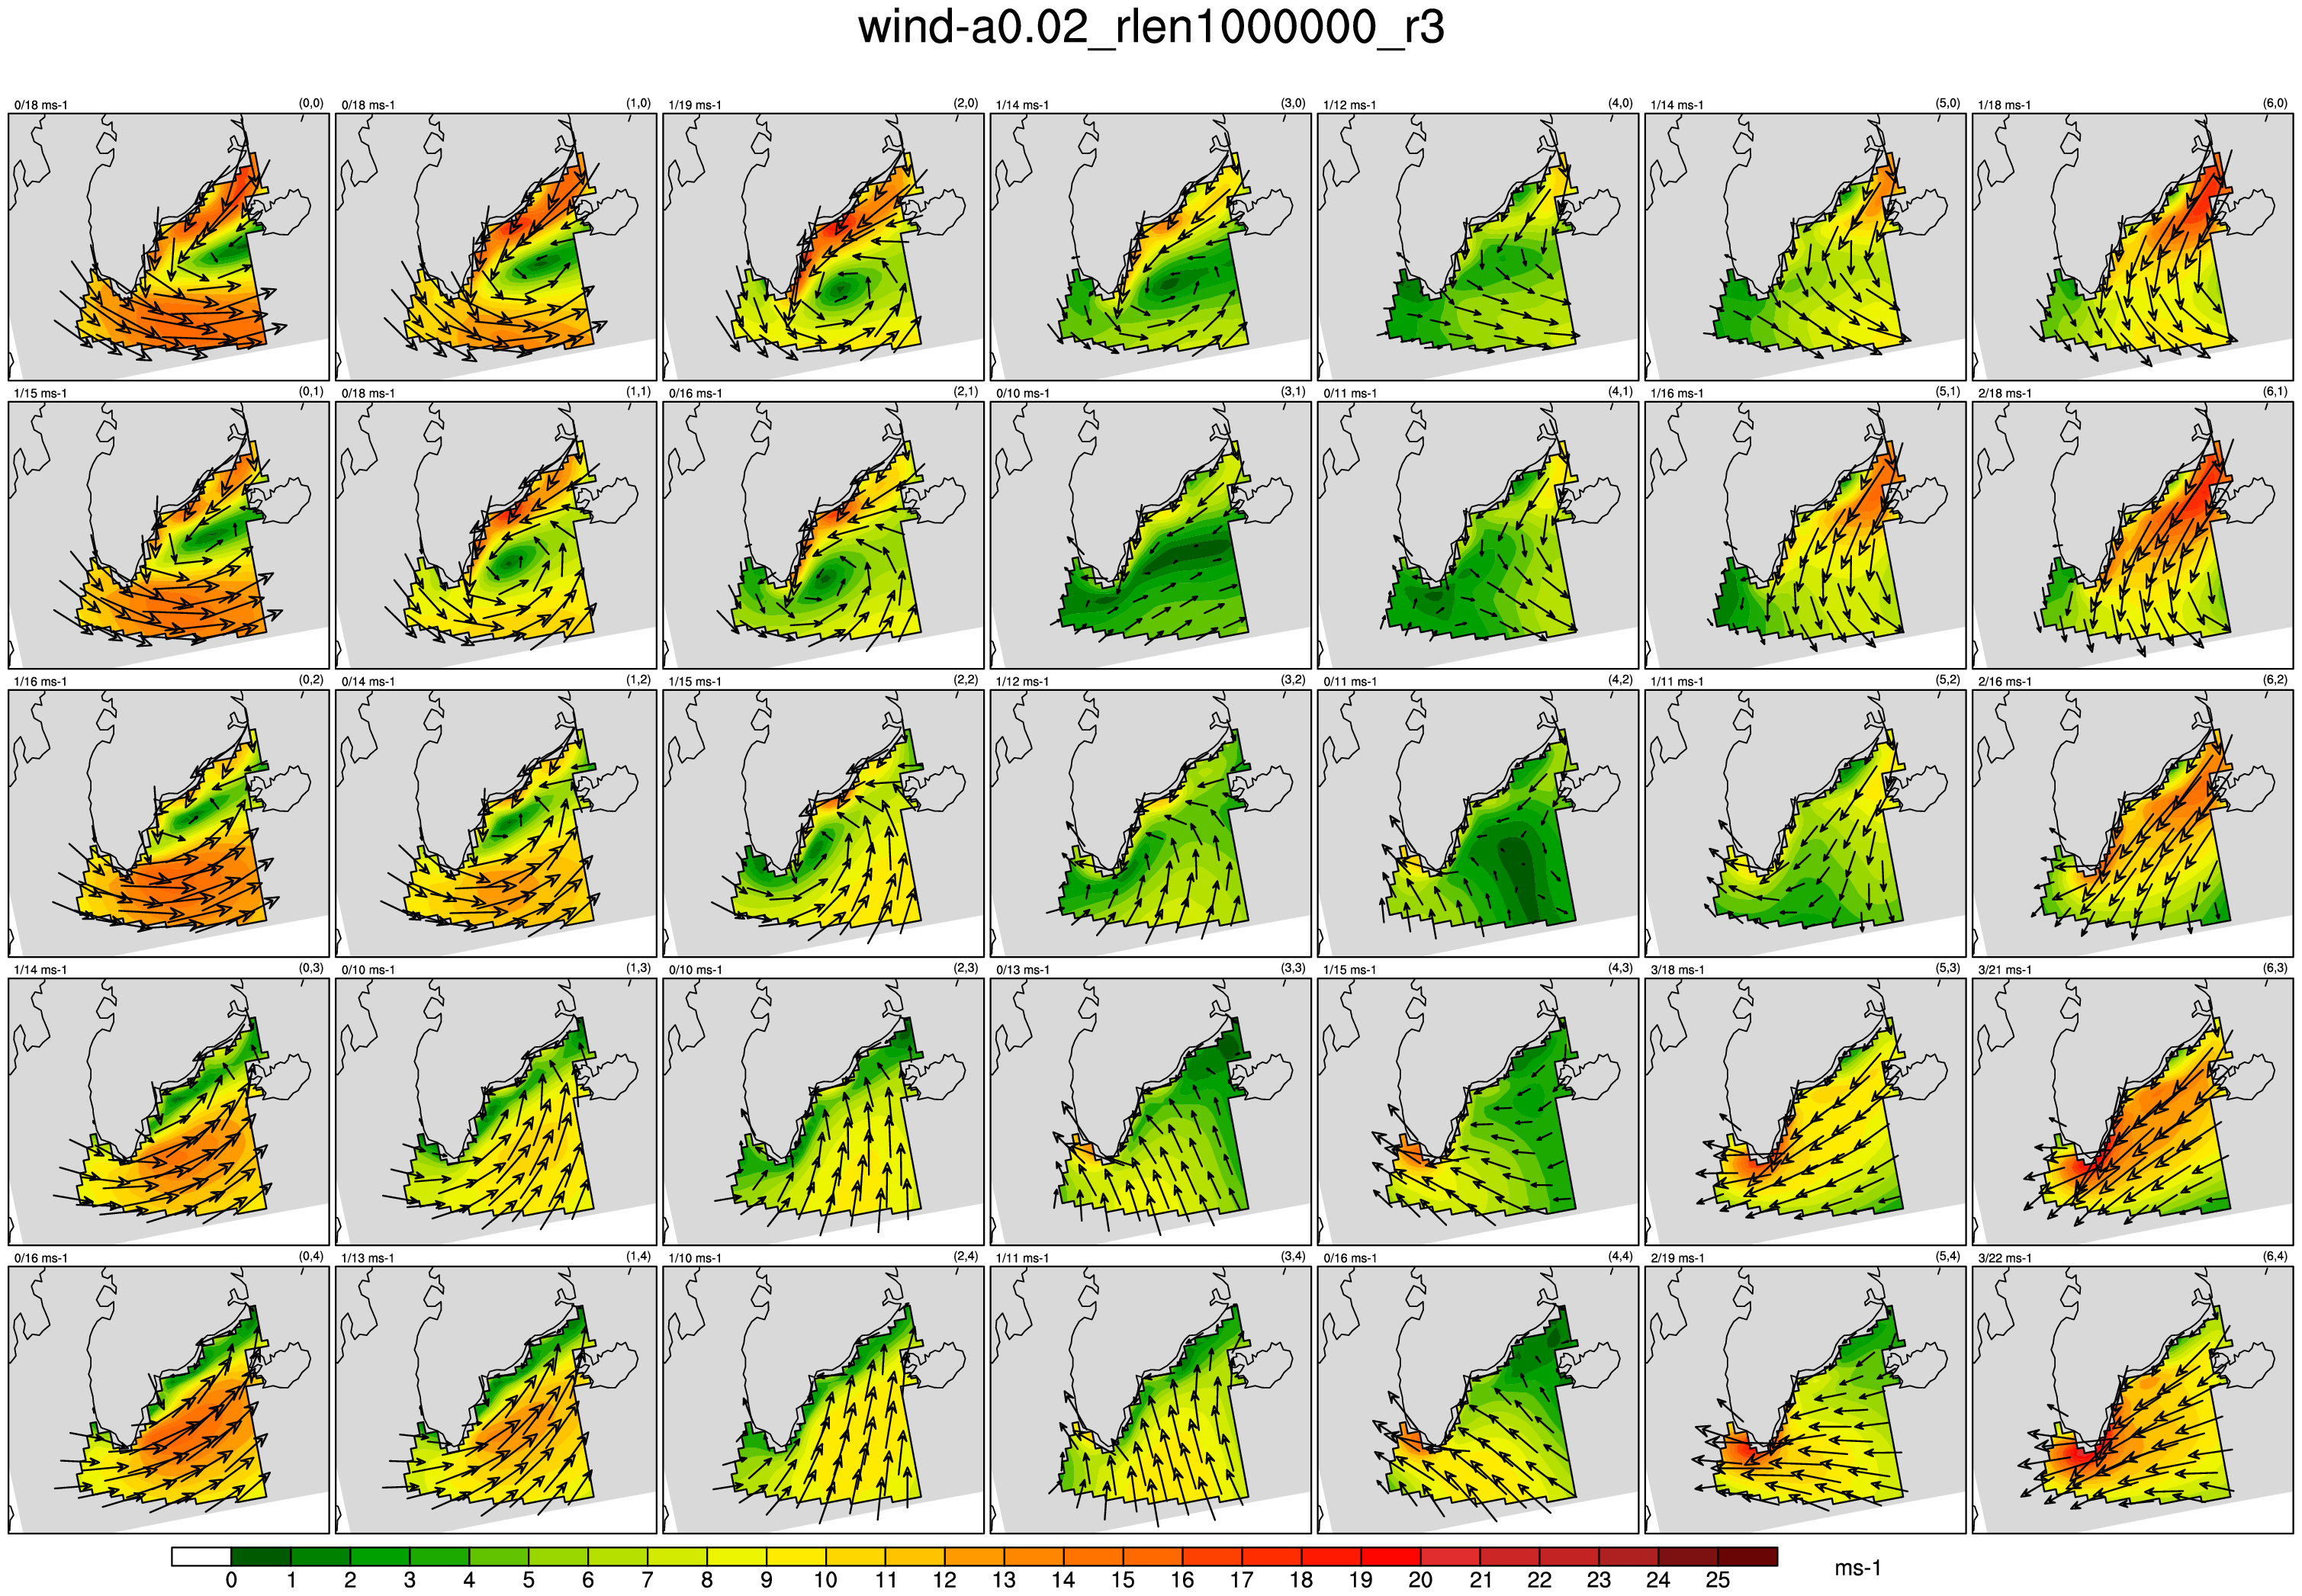 wind-a0.02_rlen1000000_r3
0/18 ms-1 (0,0) 0/18 ms-1 (1,0) 1/19 ms-1 (2,0) 1/14 ms-1 (3,0) 1/12 ms-1 (4,0) 1/14 ms-1 (5,0) 1/18 ms-1 (6,0)
1/15 ms-1 (0,1) 0/18 ms-1 (1,1) 0/16 ms-1 (2,1) 0/10 ms-1 (3,1) 0/11 ms-1 (4,1) 1/16 ms-1 (5,1) 2/18 ms-1 (6,1)
1/16 ms-1 (0,2) 0/14 ms-1 (1,2) 1/15 ms-1 (2,2) 1/12 ms-1 (3,2) 0/11 ms-1 (4,2) 1/11 ms-1 (5,2) 2/16 ms-1 (6,2)
1/14 ms-1 (0,3) 0/10 ms-1 (1,3) 0/10 ms-1 (2,3) 0/13 ms-1 (3,3) 1/15 ms-1 (4,3) 3/18 ms-1 (5,3) 3/21 ms-1 (6,3)
0/16 ms-1 (0,4) 1/13 ms-1 (1,4) 1/10 ms-1 (2,4) 1/11 ms-1 (3,4) 0/16 ms-1 (4,4) 2/19 ms-1 (5,4) 3/22 ms-1 (6,4)
0 1 2 3 4 5 6 7 8 9 10 11 12 13 14 15 16 17 18 19 20 21 22 23 24 25 ms-1